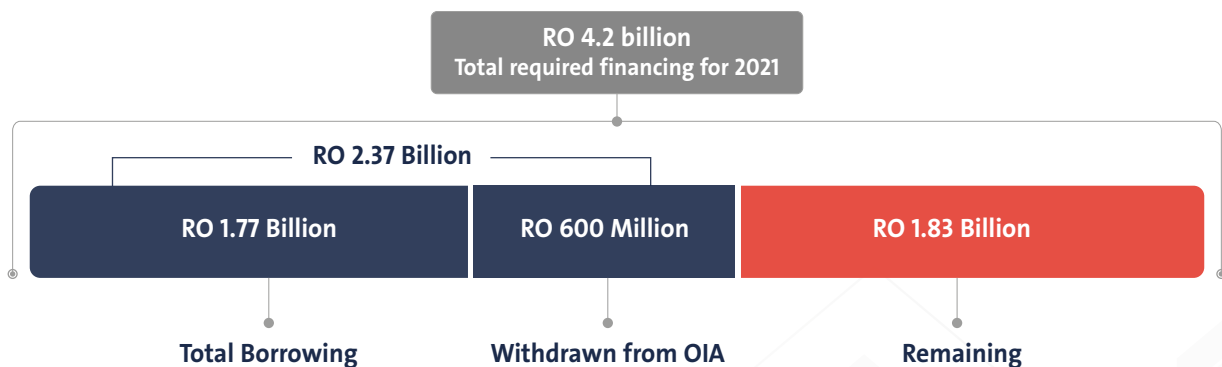 RO 4.2 billion
Total required financing for 2021
RO 2.37 Billion
RO 1.77 Billion
RO 600 Million
RO 1.83 Billion
Total Borrowing
Withdrawn from OIA
Remaining